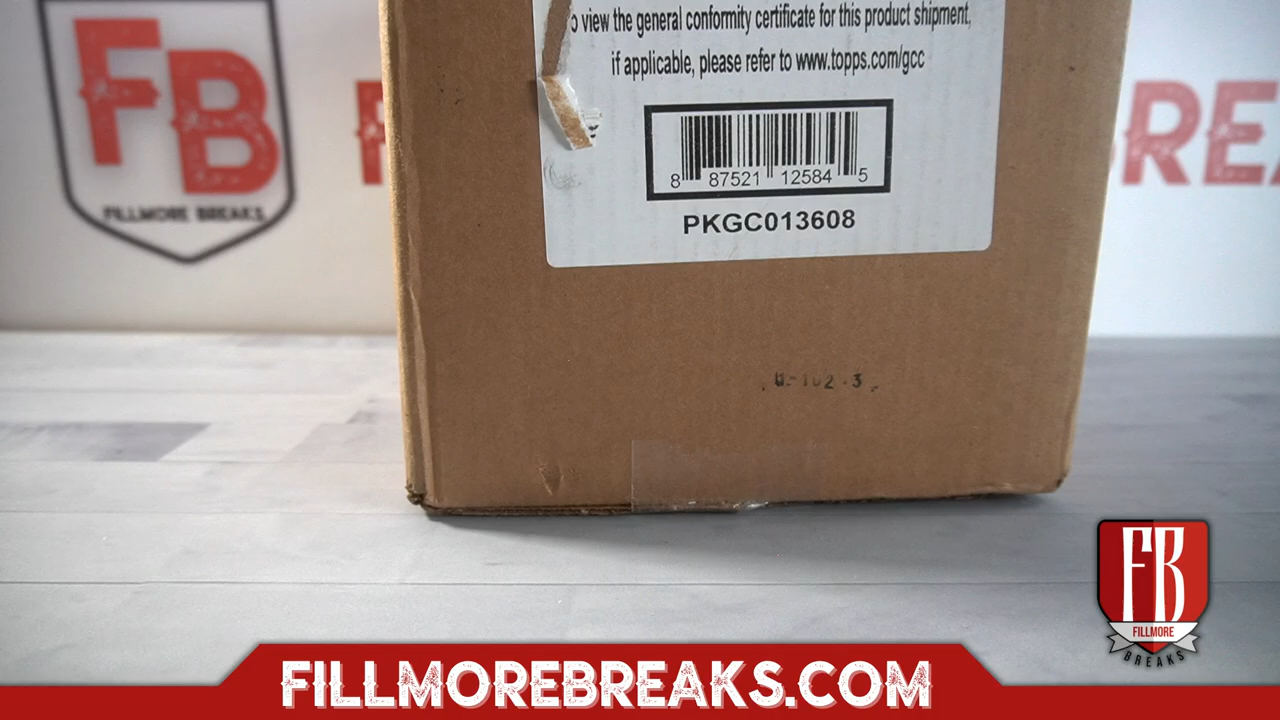 view the general conformity certificate for this product shipment,
if applicable, please refer to www.topps.com/gcc
FB
FILLMORE BREAKS
8 87521 12584 5
PKGC013608
FB
FILLMORE
BREAKS
FILLMOREBREAKS.COM